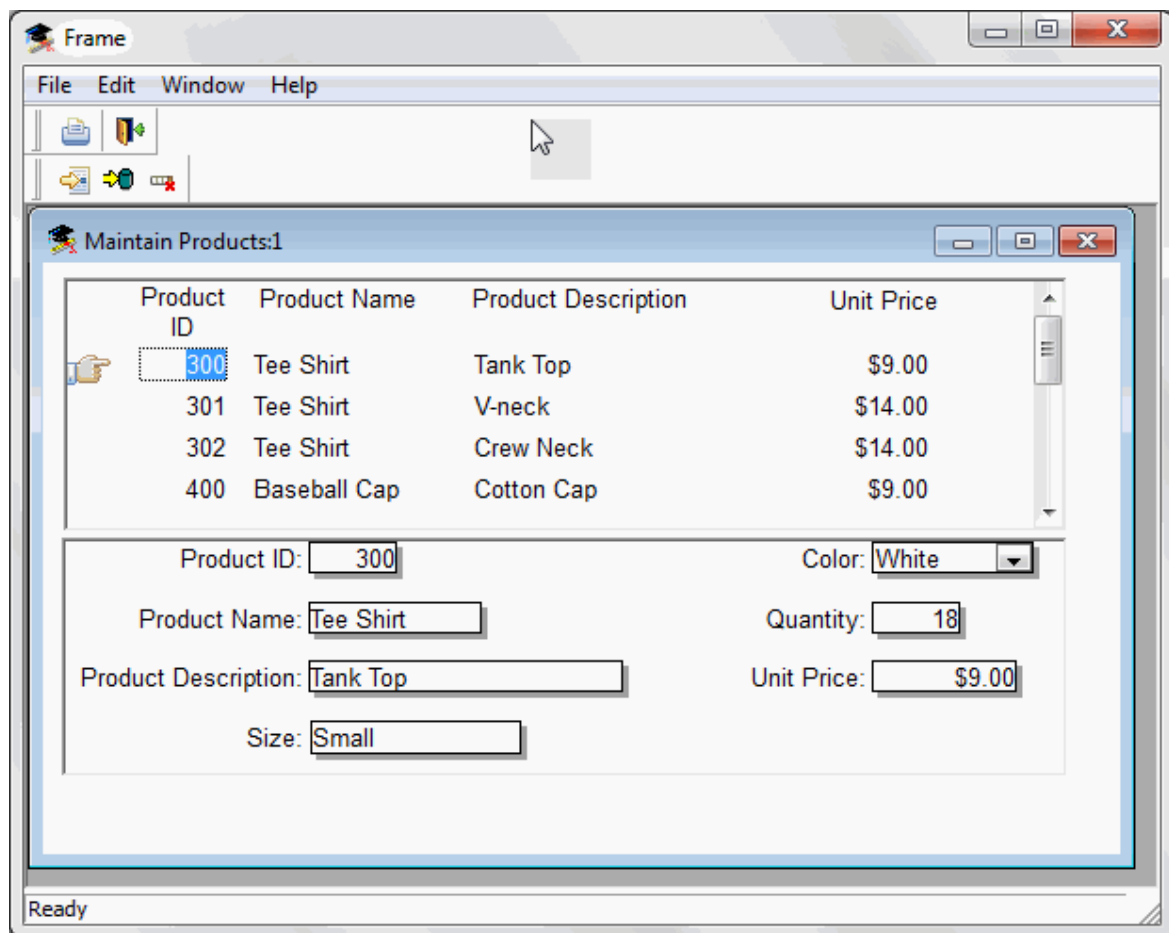 Frame
File Edit Window Help
Maintain Products:1
Product ID Product Name Product Description Unit Price
300 Tee Shirt Tank Top $9.00
301 Tee Shirt V-neck $14.00
302 Tee Shirt Crew Neck $14.00
400 Baseball Cap Cotton Cap $9.00
Product ID: 300 Color: White
Product Name: Tee Shirt Quantity: 18
Product Description: Tank Top Unit Price: $9.00
Size: Small
Ready